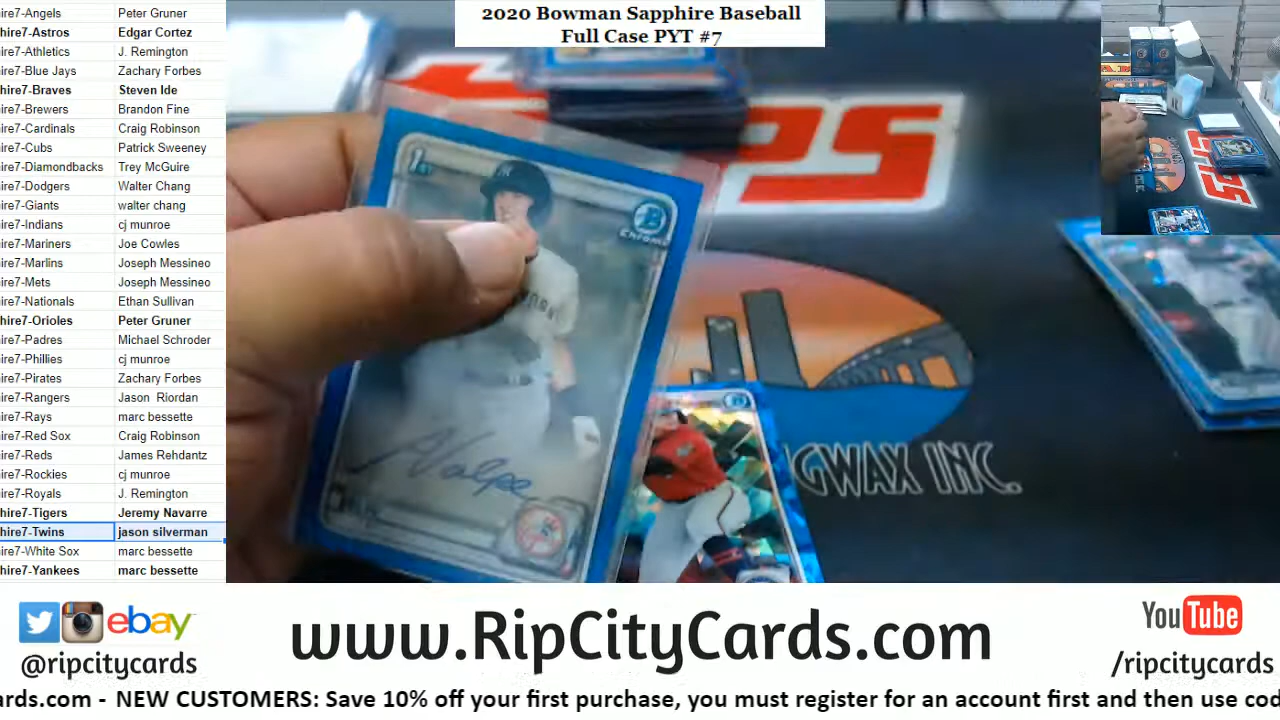 2020 Bowman Sapphire Baseball
Full Case PYT #7
ire7-Angels Peter Gruner
hire7-Astros Edgar Cortez
ire7-Athletics J. Remington
ire7-Blue Jays Zachary Forbes
hire7-Braves Steven Ide
ire7-Brewers Brandon Fine
ire7-Cardinals Craig Robinson
ire7-Cubs Patrick Sweeney
ire7-Diamondbacks Trey McGuire
ire7-Dodgers Walter Chang
ire7-Giants walter chang
ire7-Indians cj munroe
ire7-Mariners Joe Cowles
ire7-Marlins Joseph Messineo
ire7-Mets Joseph Messineo
ire7-Nationals Ethan Sullivan
hire7-Orioles Peter Gruner
ire7-Padres Michael Schroder
ire7-Phillies cj munroe
ire7-Pirates Zachary Forbes
ire7-Rangers Jason Riordan
ire7-Rays marc bessette
ire7-Red Sox Craig Robinson
ire7-Reds James Rehdantz
ire7-Rockies cj munroe
ire7-Royals J. Remington
hire7-Tigers Jeremy Navarre
hire7-Twins jason silverman
ire7-White Sox marc bessette
hire7-Yankees marc bessette
1st
B
Chrome
AVolpe
PS
GWAX INC.
ebay
@ripcitycards
www.RipCityCards.com
YouTube
/ripcitycards
ards.com - NEW CUSTOMERS: Save 10% off your first purchase, you must register for an account first and then use cod